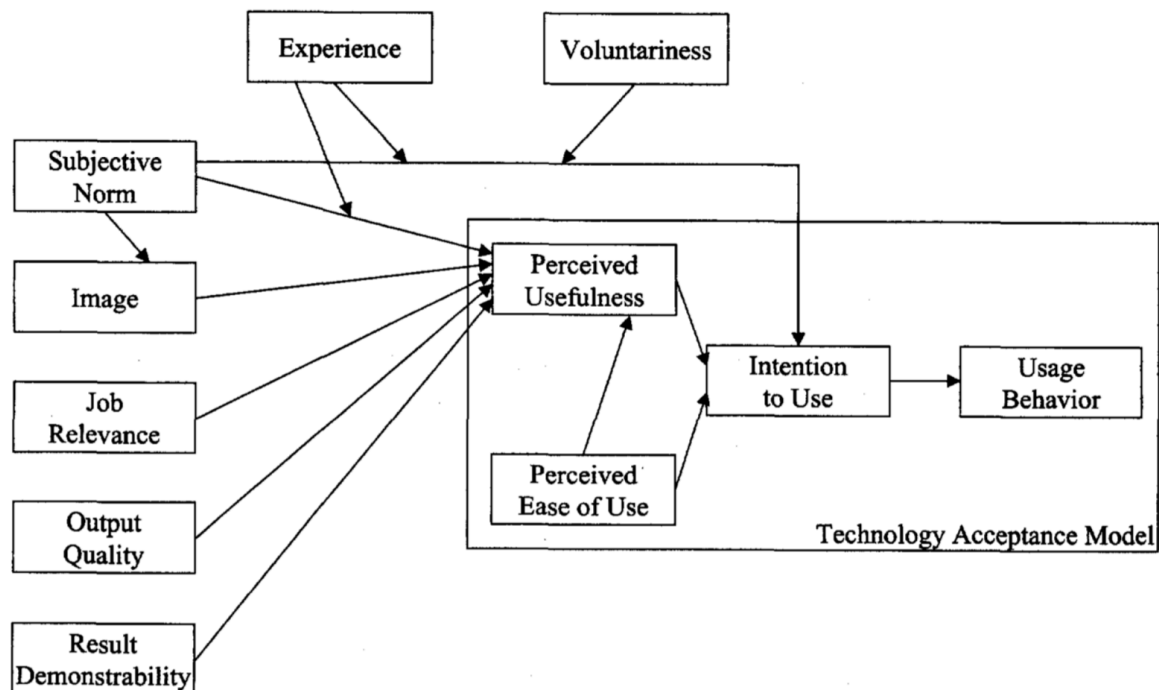 Experience
Voluntariness
Subjective
Norm
Image
Job
Relevance
Output
Quality
Result
Demonstrability
Perceived
Usefulness
Perceived
Ease of Use
Intention
to Use
Usage
Behavior
Technology Acceptance Model